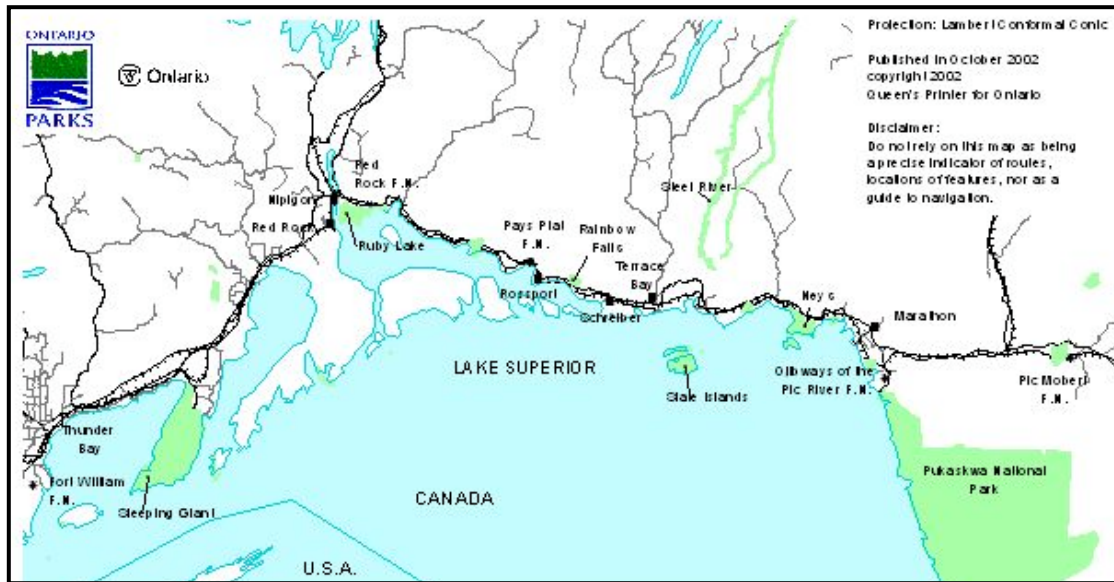 ONTARIO
PARKS
Ontario
Projection: Lambert Conformal Conic
Published in October 2002
copyright 2002
Queen's Printer for Ontario
Disclaimer:
Do not rely on this map as being
a precise indicator of routes,
locations of features, nor as a
guide to navigation.
Red
Rock F.N.
Nipigon
Red Rock
Ruby Lake
Steel River
Pays Plat
F.N.
Rainbow
Falls
Terrace
Bay
Rossport
Schreiber
Neys
Marathon
LAKE SUPERIOR
Slate Islands
Ojibways of the
Pic River F.N.
Pic Mobert
F.N.
Thunder
Bay
Fort William
F.N.
Sleeping Giant
CANADA
Pukaskwa National
Park
U.S.A.